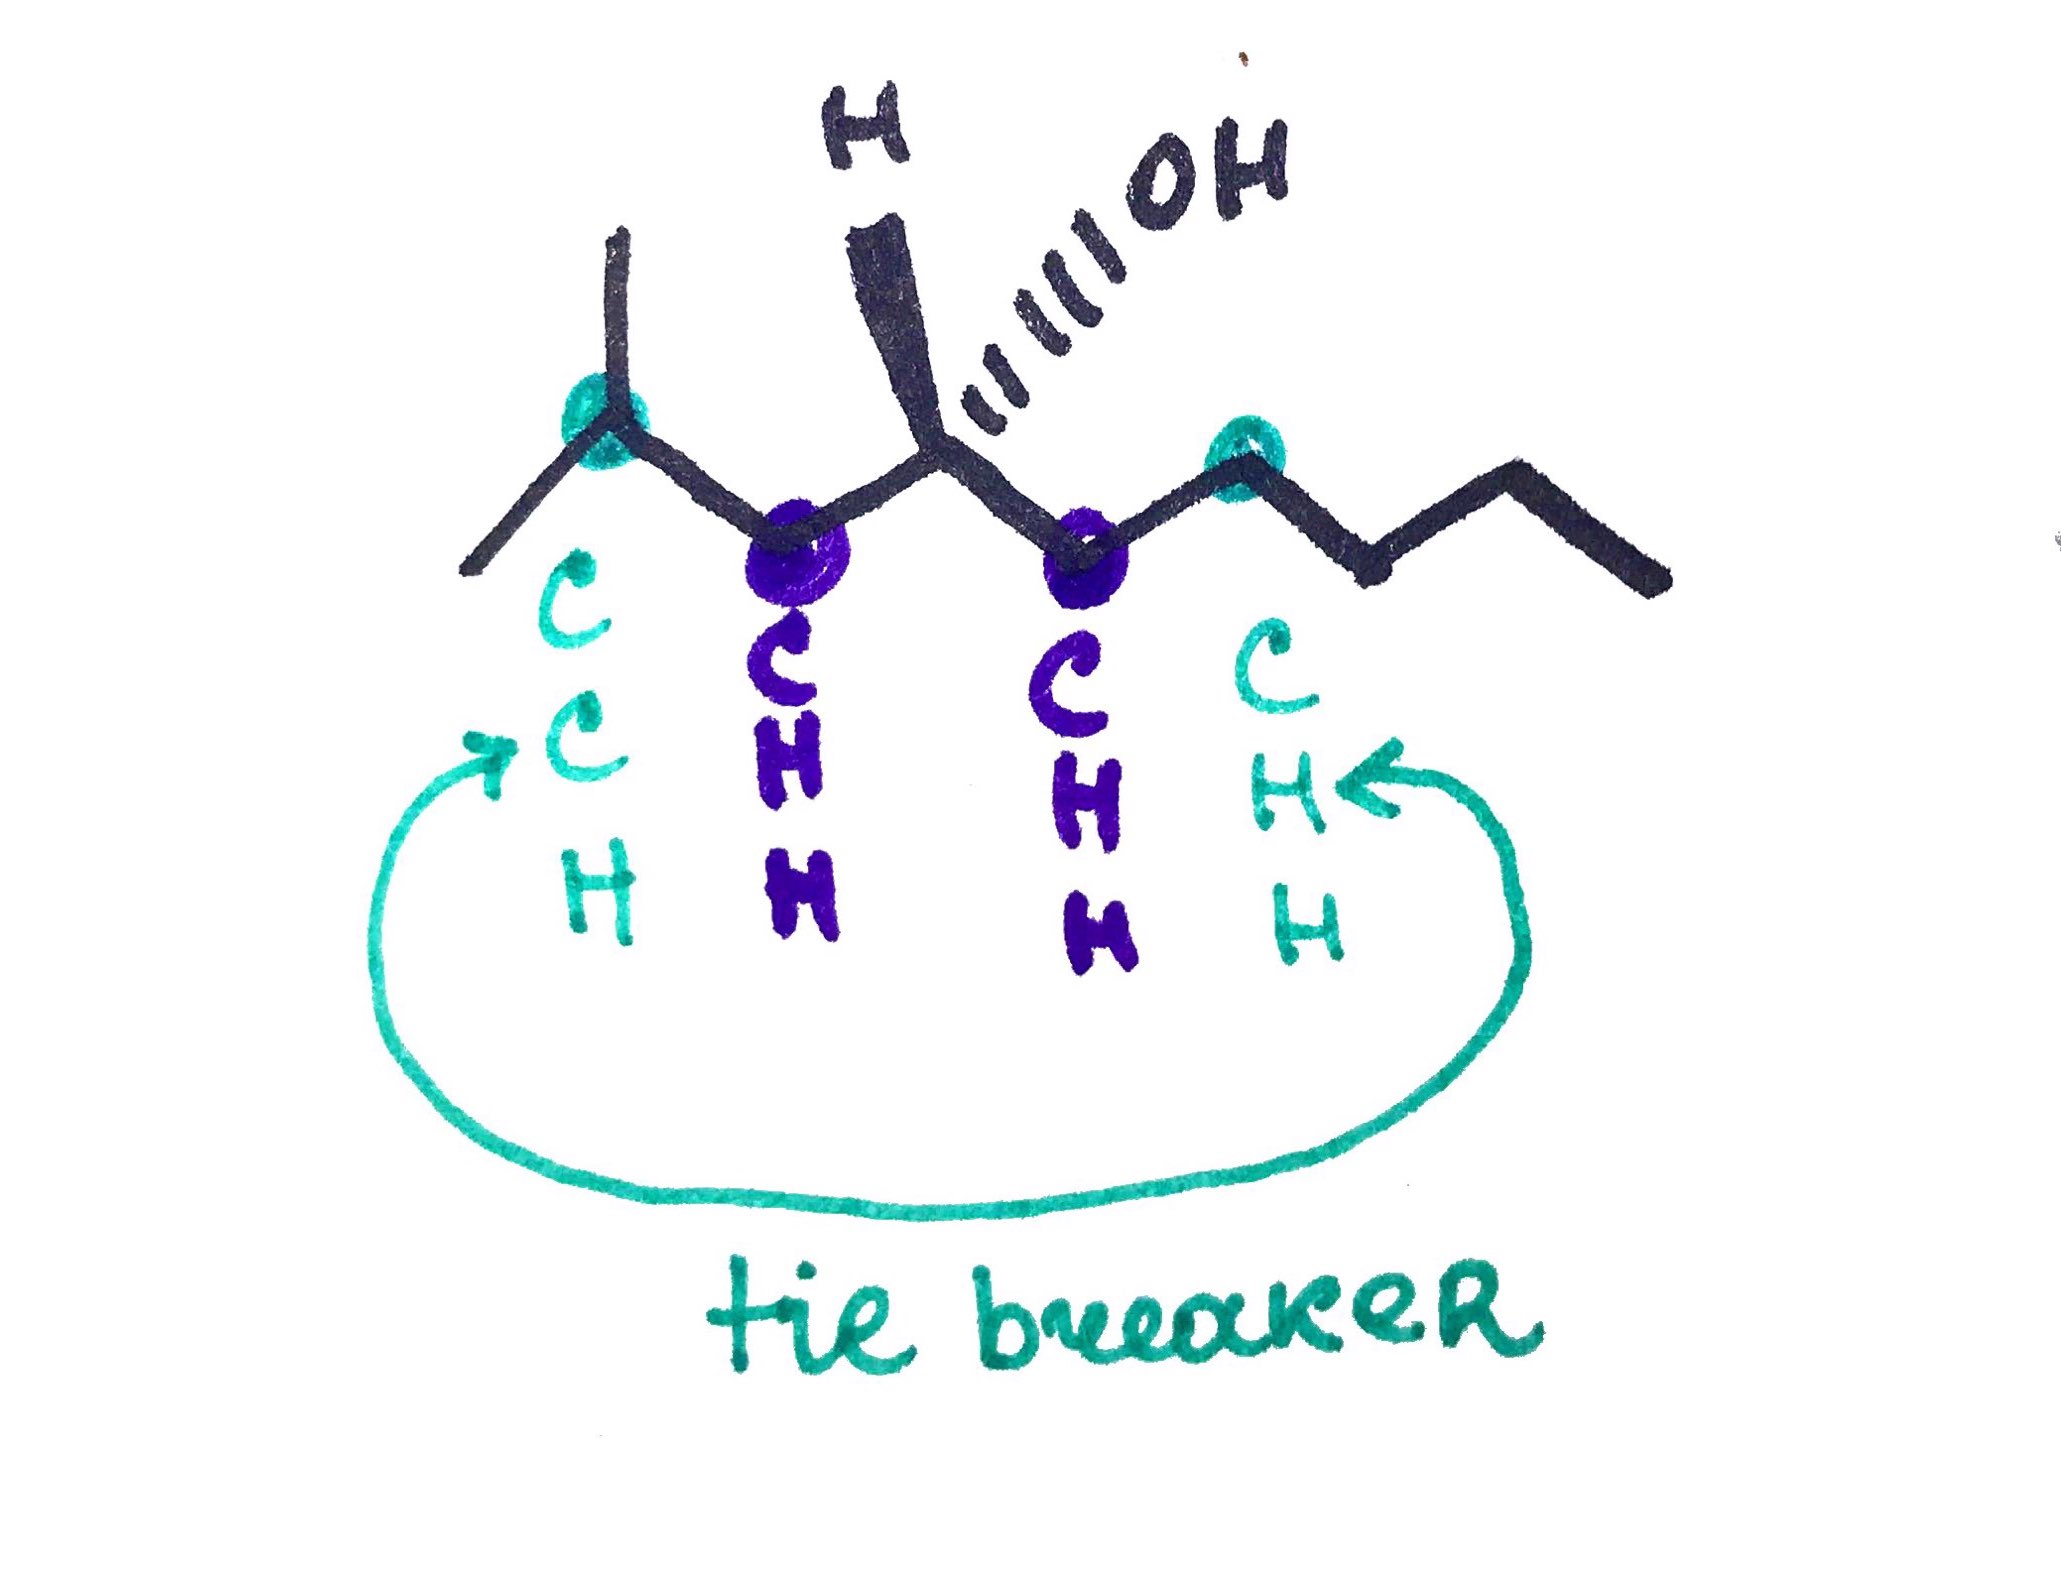 H
OH
C C C C
C H H H
H H H H
tie breaker